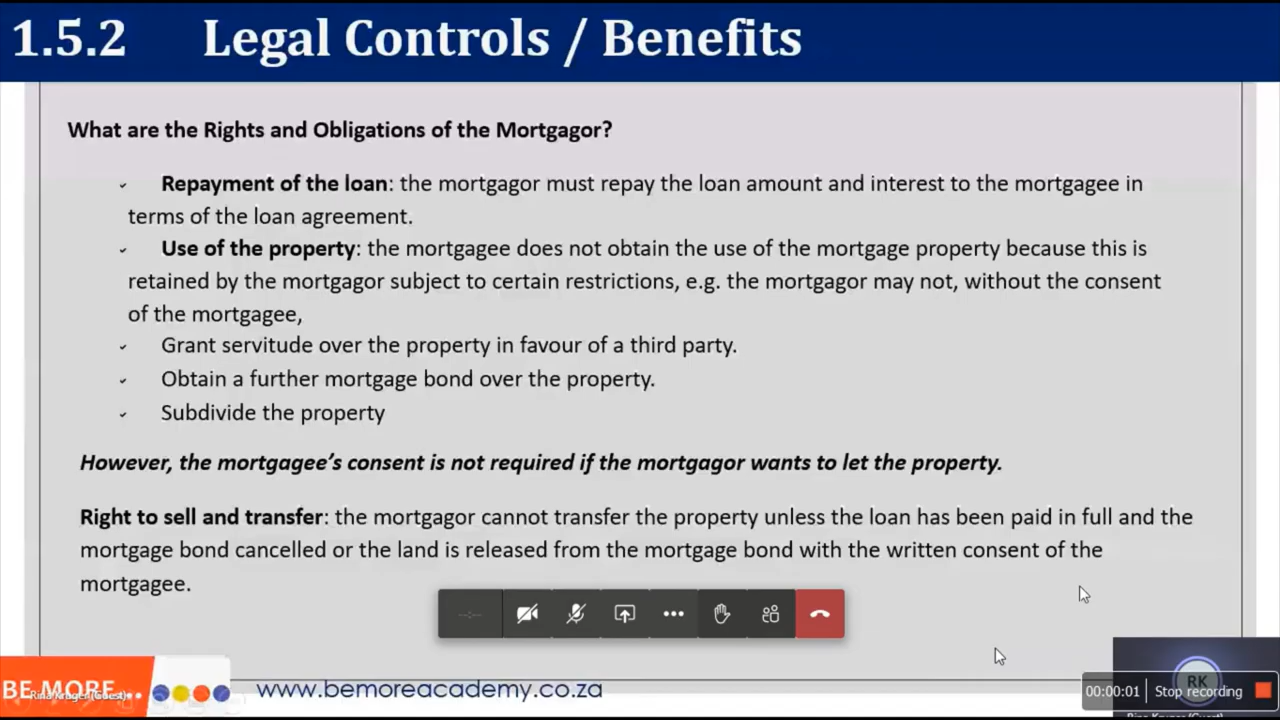 1.5.2 Legal Controls / Benefits
What are the Rights and Obligations of the Mortgagor?
Repayment of the loan: the mortgagor must repay the loan amount and interest to the mortgagee in
terms of the loan agreement.
Use of the property: the mortgagee does not obtain the use of the mortgage property because this is
retained by the mortgagor subject to certain restrictions, e.g. the mortgagor may not, without the consent
of the mortgagee,
Grant servitude over the property in favour of a third party.
Obtain a further mortgage bond over the property.
Subdivide the property
However, the mortgagee's consent is not required if the mortgagor wants to let the property.
Right to sell and transfer: the mortgagor cannot transfer the property unless the loan has been paid in full and the
mortgage bond cancelled or the land is released from the mortgage bond with the written consent of the
mortgagee.
BE MORE...
Rina Kruger (Guest)
www.bemoreacademy.co.za
RK
00:00:01 Stop recording
Rina Kruger (Guest)